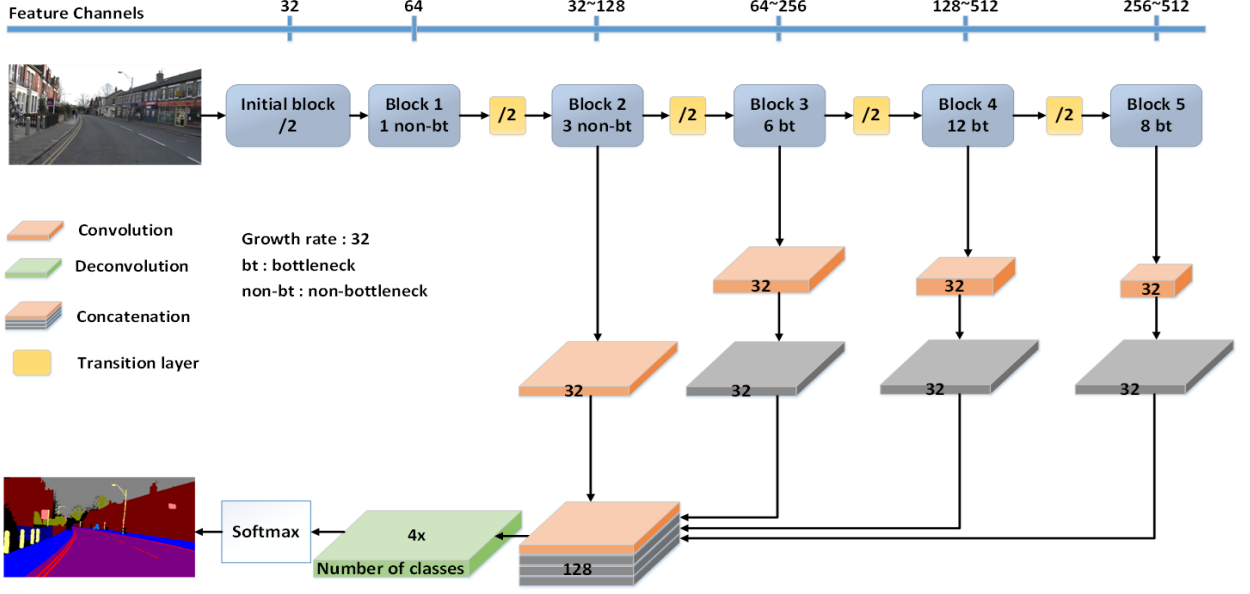 Feature Channels
32
64
32~128
64~256
128~512
256~512
Initial block
/2
Block 1
1 non-bt
/2
Block 2
3 non-bt
/2
Block 3
6 bt
/2
Block 4
12 bt
/2
Block 5
8 bt
Convolution
Deconvolution
Concatenation
Transition layer
Growth rate : 32
bt : bottleneck
non-bt : non-bottleneck
32
32
32
32
32
32
32
Softmax
4x
Number of classes
128